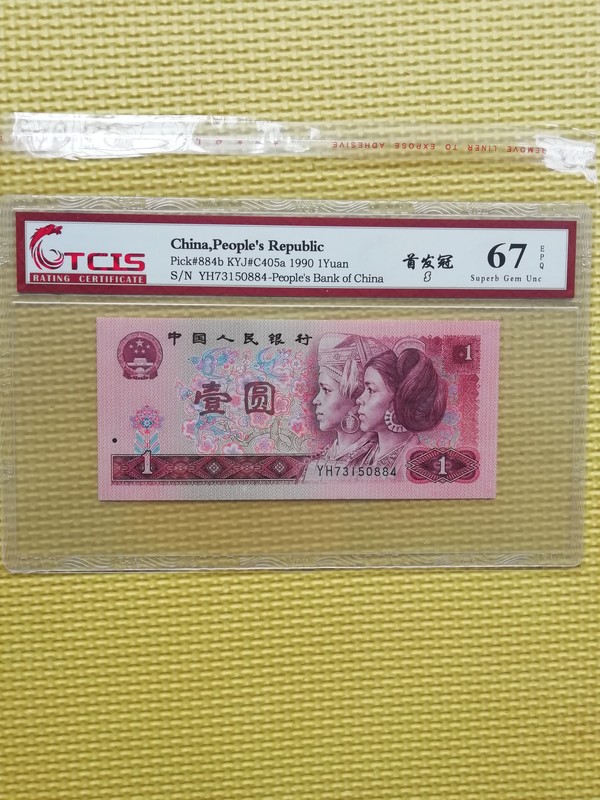 REMOVE LINER TO EXPOSE ADHESIVE
TCIS
RATING CERTIFICATE
China,People's Republic
Pick#884b KYJ#C405a 1990 1Yuan
S/N YH73150884-People's Bank of China
首发冠
67
EPQ
Superb Gem Unc
中国人民银行
1
壹圆
YH73150884
1
1